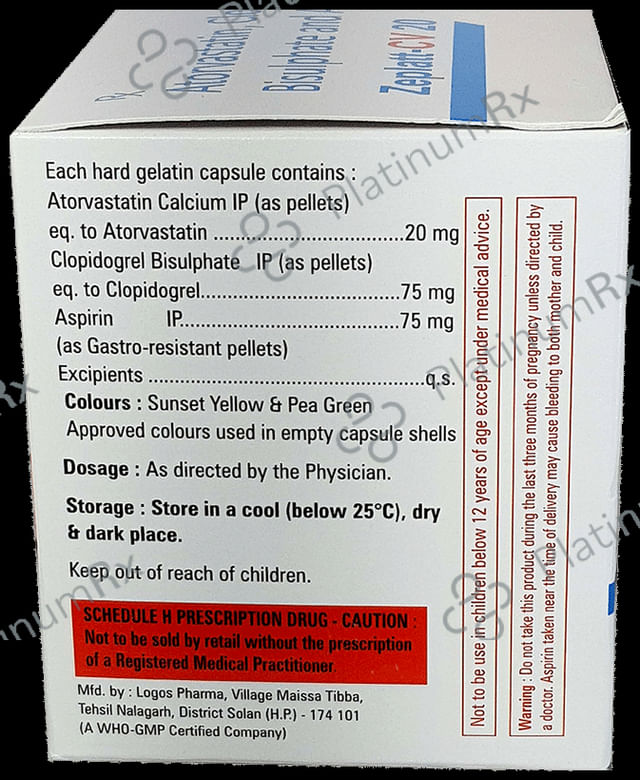 Rx
Atorvastatin, Cl
Bisulphate and
Zeplatt-CV 20
Each hard gelatin capsule contains :
Atorvastatin Calcium IP (as pellets)
eq. to Atorvastatin ..................................20 mg
Clopidogrel Bisulphate IP (as pellets)
eq. to Clopidogrel....................................75 mg
Aspirin IP.......................................75 mg
(as Gastro-resistant pellets)
Excipients .................................................q.s.
Colours : Sunset Yellow & Pea Green
Approved colours used in empty capsule shells
Dosage : As directed by the Physician.
Storage : Store in a cool (below 25°C), dry
& dark place.
Keep out of reach of children.
SCHEDULE H PRESCRIPTION DRUG - CAUTION :
Not to be sold by retail without the prescription
of a Registered Medical Practitioner.
Mfd. by : Logos Pharma, Village Maissa Tibba,
Tehsil Nalagarh, District Solan (H.P.) - 174 101
(A WHO-GMP Certified Company)
Not to be use in children below 12 years of age except under medical advice.
Warning : Do not take this product during the last three months of pregnancy unless directed by
a doctor. Aspirin taken near the time of delivery may cause bleeding to both mother and child.
PlatinumRx
PlatinumRx
PlatinumRx
Platin
Rx
inumRx